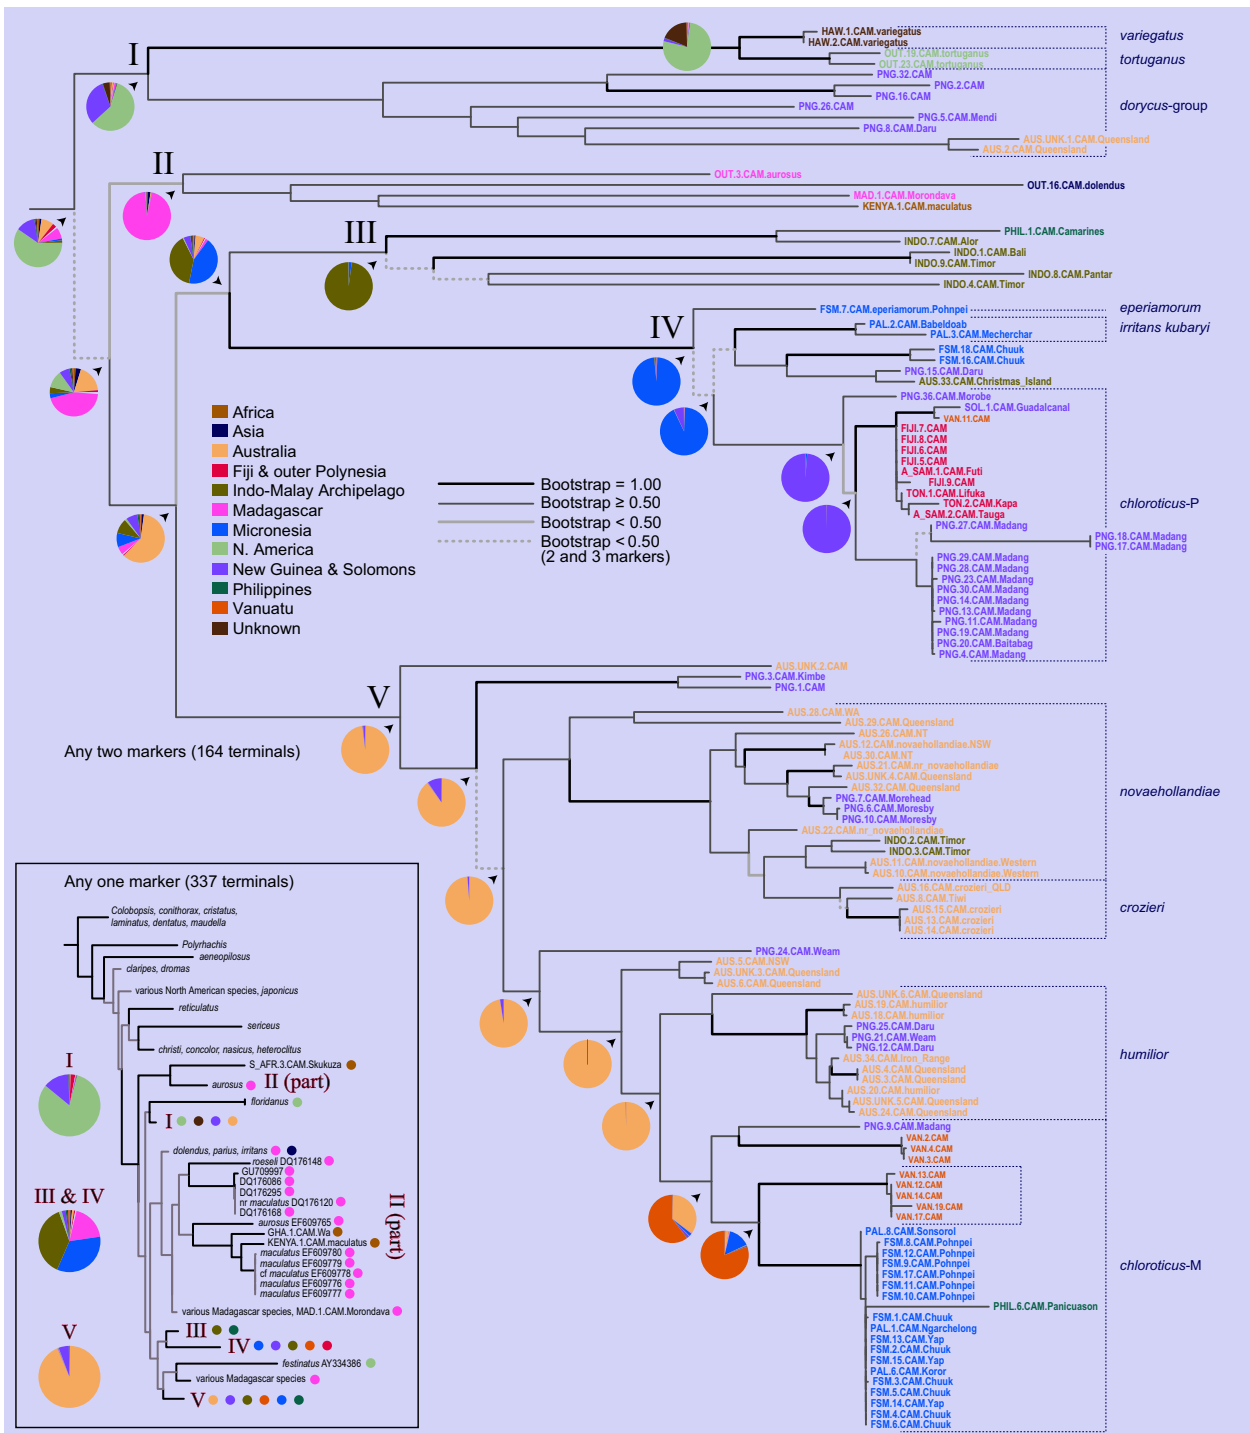 I
HAW.1.CAM.variegatus
HAW.2.CAM.variegatus
variegatus
OUT.19.CAM.tortuganus
OUT.23.CAM.tortuganus
tortuganus
PNG.32.CAM
PNG.2.CAM
PNG.16.CAM
PNG.26.CAM
dorycus-group
PNG.5.CAM.Mendi
PNG.8.CAM.Daru
AUS.UNK.1.CAM.Queensland
AUS.2.CAM.Queensland
II
OUT.3.CAM.aurosus
OUT.16.CAM.dolendus
MAD.1.CAM.Morondava
KENYA.1.CAM.maculatus
III
PHIL.1.CAM.Camarines
INDO.7.CAM.Alor
INDO.1.CAM.Bali
INDO.9.CAM.Timor
INDO.8.CAM.Pantar
INDO.4.CAM.Timor
IV
FSM.7.CAM.eperiamorum.Pohnpei
eperiamorum
PAL.2.CAM.Babeldoab
PAL.3.CAM.Mecherchar
irritans kubaryi
FSM.18.CAM.Chuuk
FSM.16.CAM.Chuuk
PNG.15.CAM.Daru
AUS.33.CAM.Christmas_Island
PNG.36.CAM.Morobe
SOL.1.CAM.Guadalcanal
VAN.11.CAM
FIJI.7.CAM
FIJI.8.CAM
FIJI.6.CAM
FIJI.5.CAM
A_SAM.1.CAM.Futi
FIJI.9.CAM
TON.1.CAM.Lifuka
TON.2.CAM.Kapa
A_SAM.2.CAM.Tauga
chloroticus-P
PNG.27.CAM.Madang
PNG.18.CAM.Madang
PNG.17.CAM.Madang
PNG.29.CAM.Madang
PNG.28.CAM.Madang
PNG.23.CAM.Madang
PNG.30.CAM.Madang
PNG.14.CAM.Madang
PNG.13.CAM.Madang
PNG.11.CAM.Madang
PNG.19.CAM.Madang
PNG.20.CAM.Baitabag
PNG.4.CAM.Madang
Africa
Asia
Australia
Fiji & outer Polynesia
Indo-Malay Archipelago
Madagascar
Micronesia
N. America
New Guinea & Solomons
Philippines
Vanuatu
Unknown
Bootstrap = 1.00
Bootstrap ≥ 0.50
Bootstrap < 0.50
Bootstrap < 0.50
(2 and 3 markers)
V
Any two markers (164 terminals)
AUS.UNK.2.CAM
PNG.3.CAM.Kimbe
PNG.1.CAM
AUS.28.CAM.WA
AUS.29.CAM.Queensland
AUS.26.CAM.NT
AUS.12.CAM.novaehollandiae.NSW
AUS.30.CAM.NT
AUS.21.CAM.nr_novaehollandiae
AUS.UNK.4.CAM.Queensland
AUS.32.CAM.Queensland
PNG.7.CAM.Morehead
PNG.6.CAM.Moresby
PNG.10.CAM.Moresby
novaehollandiae
AUS.22.CAM.nr_novaehollandiae
INDO.2.CAM.Timor
INDO.3.CAM.Timor
AUS.11.CAM.novaehollandiae.Western
AUS.10.CAM.novaehollandiae.Western
AUS.16.CAM.crozieri_QLD
AUS.8.CAM.Tiwi
AUS.15.CAM.crozieri
AUS.13.CAM.crozieri
AUS.14.CAM.crozieri
crozieri
PNG.24.CAM.Weam
AUS.5.CAM.NSW
AUS.UNK.3.CAM.Queensland
AUS.6.CAM.Queensland
AUS.UNK.6.CAM.Queensland
AUS.19.CAM.humilior
AUS.18.CAM.humilior
PNG.25.CAM.Daru
PNG.21.CAM.Weam
PNG.12.CAM.Daru
AUS.34.CAM.Iron_Range
AUS.4.CAM.Queensland
AUS.3.CAM.Queensland
AUS.20.CAM.humilior
AUS.UNK.5.CAM.Queensland
AUS.24.CAM.Queensland
humilior
PNG.9.CAM.Madang
VAN.2.CAM
VAN.4.CAM
VAN.3.CAM
VAN.13.CAM
VAN.12.CAM
VAN.14.CAM
VAN.19.CAM
VAN.17.CAM
PAL.8.CAM.Sonsorol
FSM.8.CAM.Pohnpei
FSM.12.CAM.Pohnpei
FSM.9.CAM.Pohnpei
FSM.17.CAM.Pohnpei
FSM.11.CAM.Pohnpei
FSM.10.CAM.Pohnpei
chloroticus-M
PHIL.6.CAM.Panicuason
FSM.1.CAM.Chuuk
PAL.1.CAM.Ngarchelong
FSM.13.CAM.Yap
FSM.2.CAM.Chuuk
FSM.15.CAM.Yap
PAL.6.CAM.Koror
FSM.3.CAM.Chuuk
FSM.5.CAM.Chuuk
FSM.14.CAM.Yap
FSM.4.CAM.Chuuk
FSM.6.CAM.Chuuk
Any one marker (337 terminals)
Colobopsis, conithorax, cristatus,
laminatus, dentatus, maudella
Polyrhachis
aeneopilosus
claripes, dromas
various North American species, japonicus
reticulatus
sericeus
christi, concolor, nasicus, heteroclitus
S_AFR.3.CAM.Skukuza
aurosus
II (part)
I
floridanus
I
dolendus, parius, irritans
roeseli DQ176148
GU709997
DQ176086
DQ176295
nr maculatus DQ176120
DQ176168
III & IV
aurosus EF609765
GHA.1.CAM.Wa
KENYA.1.CAM.maculatus
maculatus EF609780
maculatus EF609779
cf maculatus EF609778
maculatus EF609776
maculatus EF609777
II (part)
various Madagascar species, MAD.1.CAM.Morondava
III
IV
V
festinatus AY334386
various Madagascar species
V